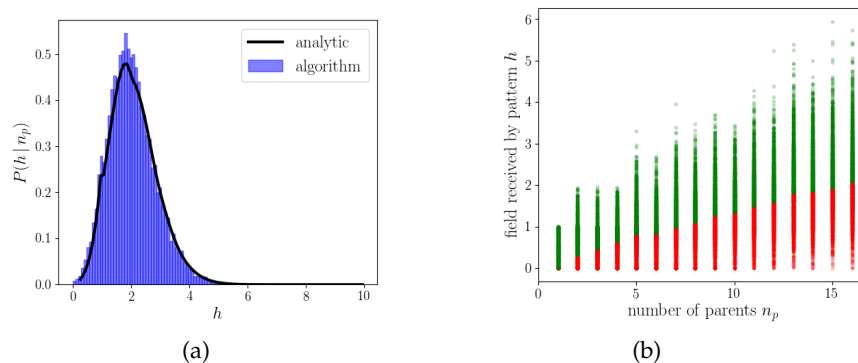 0.5
0.4
0.3
0.2
0.1
0.0
P(h | n_p)
analytic
algorithm
0 2 4 6 8 10
h
(a)
6
5
4
3
2
1
0
field received by pattern h
0 5 10 15
number of parents n_p
(b)